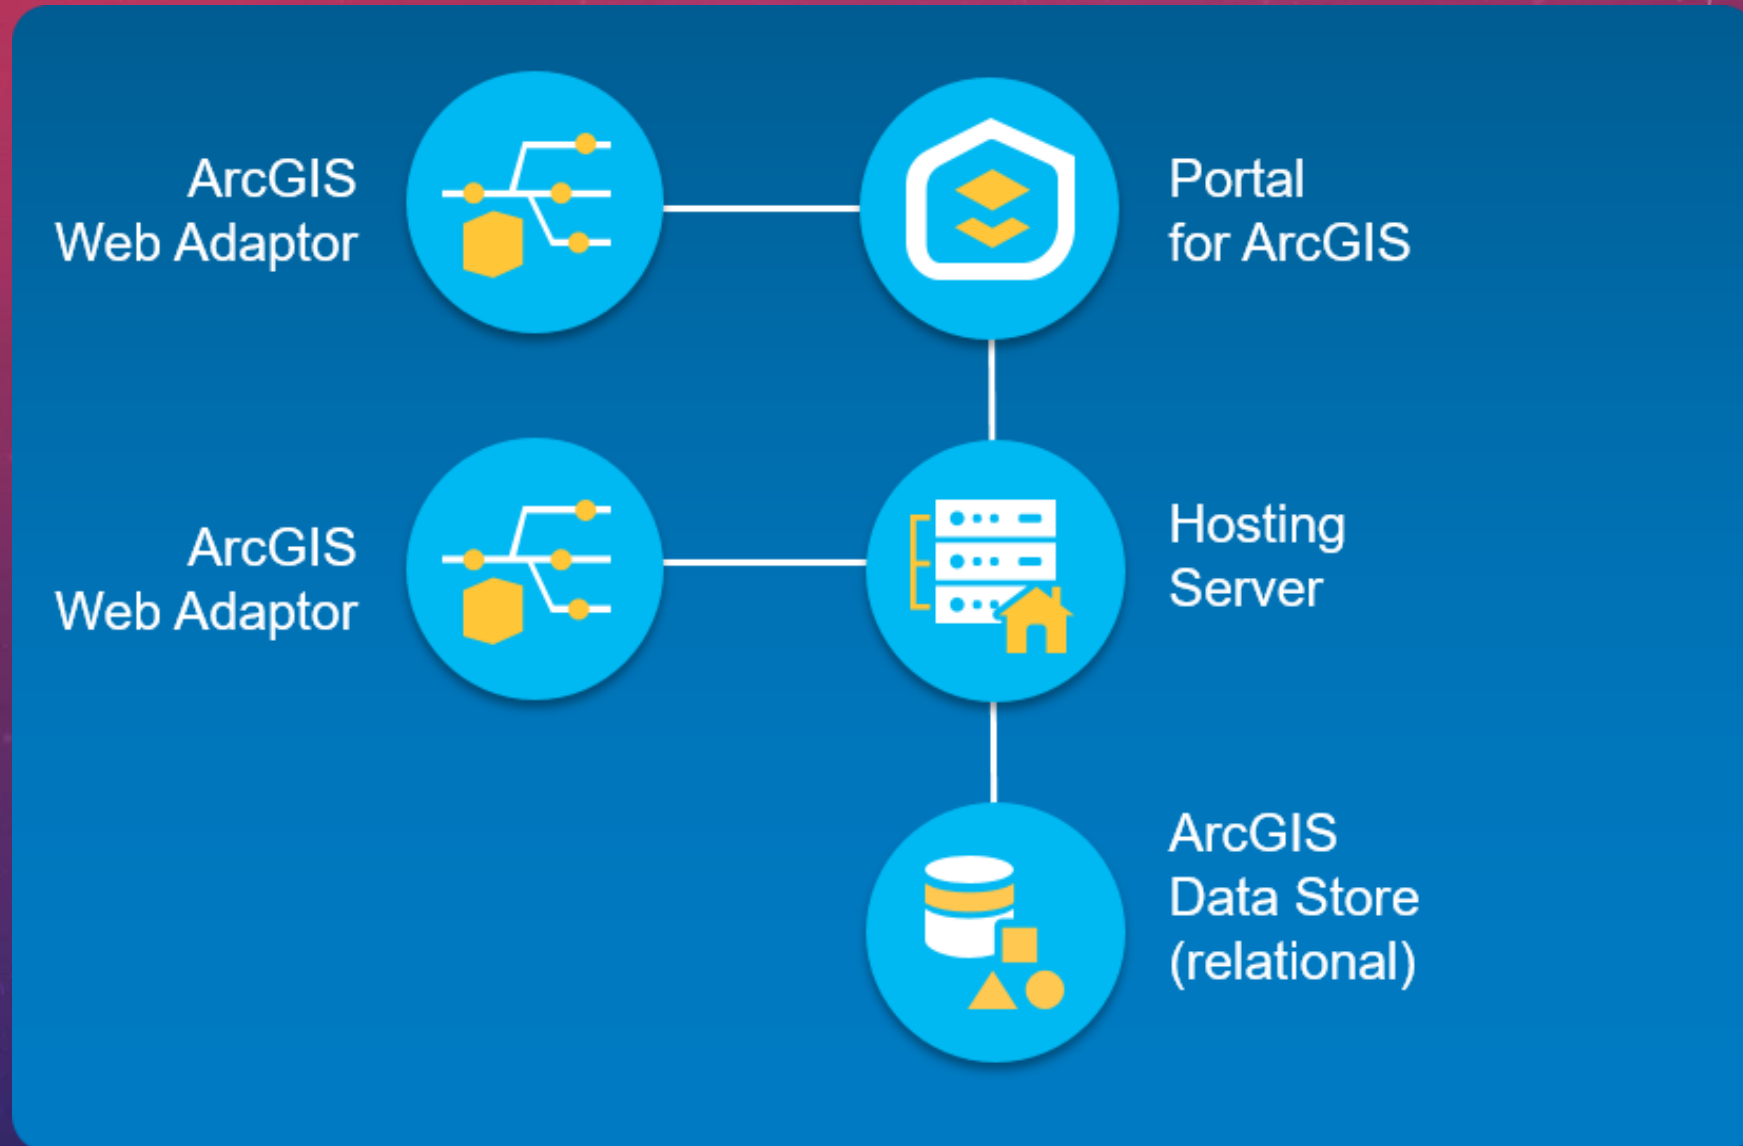 ArcGIS
Web Adaptor
Portal
for ArcGIS
ArcGIS
Web Adaptor
Hosting
Server
ArcGIS
Data Store
(relational)